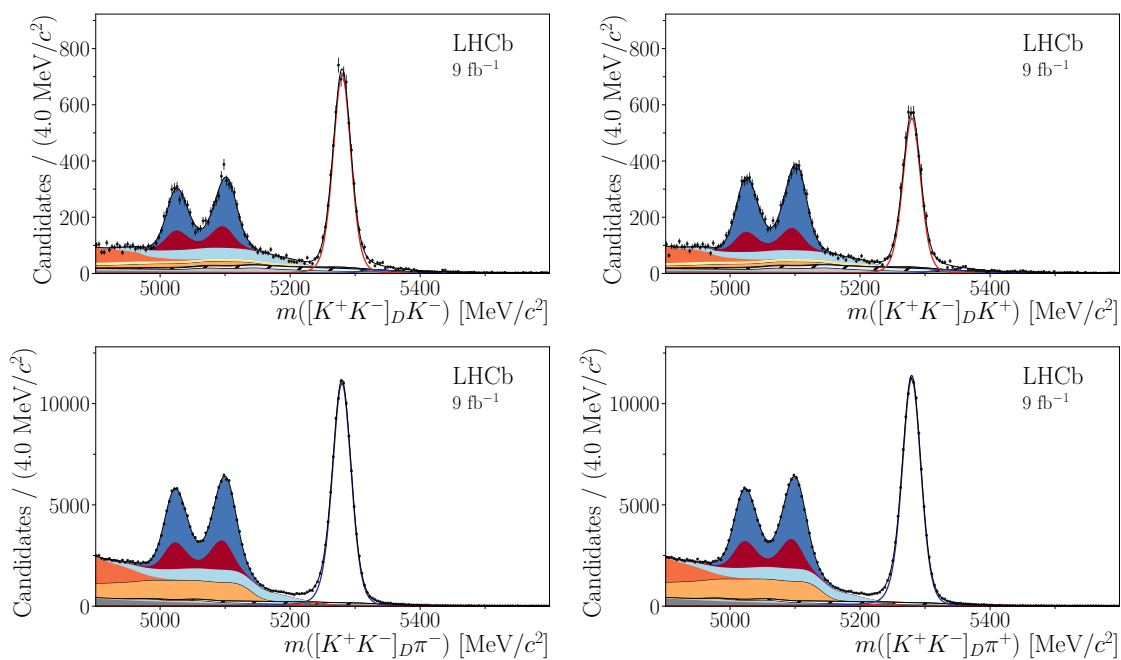 Candidates / (4.0 MeV/c²)
800
600
400
200
0
LHCb
9 fb⁻¹
5000 5200 5400
m([K⁺K⁻]_D K⁻) [MeV/c²]
Candidates / (4.0 MeV/c²)
800
600
400
200
0
LHCb
9 fb⁻¹
5000 5200 5400
m([K⁺K⁻]_D K⁺) [MeV/c²]
Candidates / (4.0 MeV/c²)
10000
5000
0
LHCb
9 fb⁻¹
5000 5200 5400
m([K⁺K⁻]_D π⁻) [MeV/c²]
Candidates / (4.0 MeV/c²)
10000
5000
0
LHCb
9 fb⁻¹
5000 5200 5400
m([K⁺K⁻]_D π⁺) [MeV/c²]